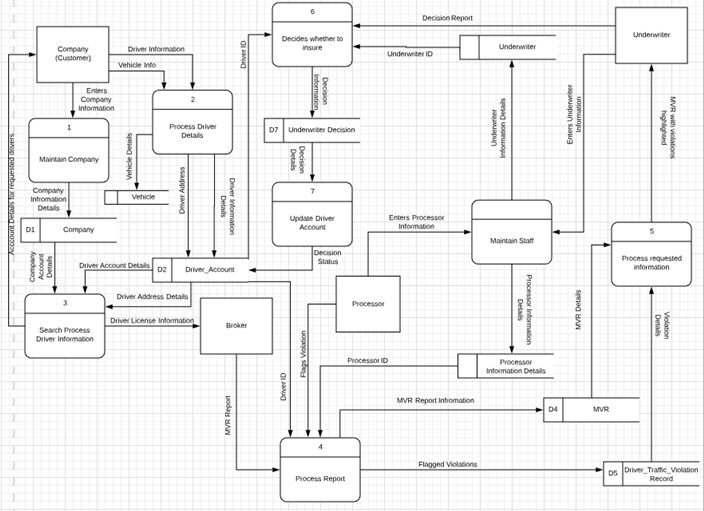 6
Decides whether to
insure
Decision Report
Underwriter ID
Underwriter
Underwriter
Company
(Customer)
Driver Information
Vehicle Info
Driver ID
Enters
Company
Information
2
Process Driver
Details
Decision
Information
1
Maintain Company
D7
Underwriter Decision
Underwriter
Information Details
Enters Underwriter
Information
MVR with violations
highlighted
Acccount Details for requested drivers.
Vehicle Details
Decision
Details
Company
Infromation
Details
Vehicle
Driver Address
Driver Information
Details
7
Update Driver
Account
D1
Company
Enters Processor
Information
Maintain Staff
5
Process requested
information
Decision
Status
Company
Account
Details
Driver Account Details
D2
Driver_Account
3
Search Process
Driver Information
Driver Address Details
Driver License Information
Broker
Processor
Processor Information
Details
MVR Details
Violation
Details
Flags Violation
Processor ID
Processor
Information Details
Driver ID
MVR Report
MVR Report Infromation
D4
MVR
4
Process Report
Flagged Violations
D5
Driver_Traffic_Violation
Record